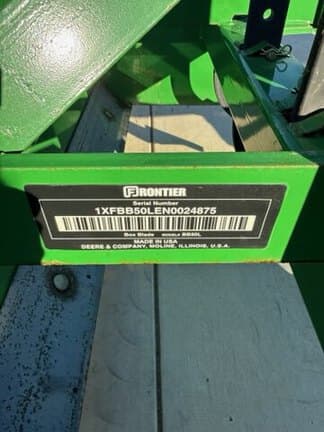 FRONTIER
Serial Number
1XFBB50LEN0024875
Box Blade MODEL# BB50L
MADE IN USA
DEERE & COMPANY, MOLINE, ILLINOIS, U.S.A.